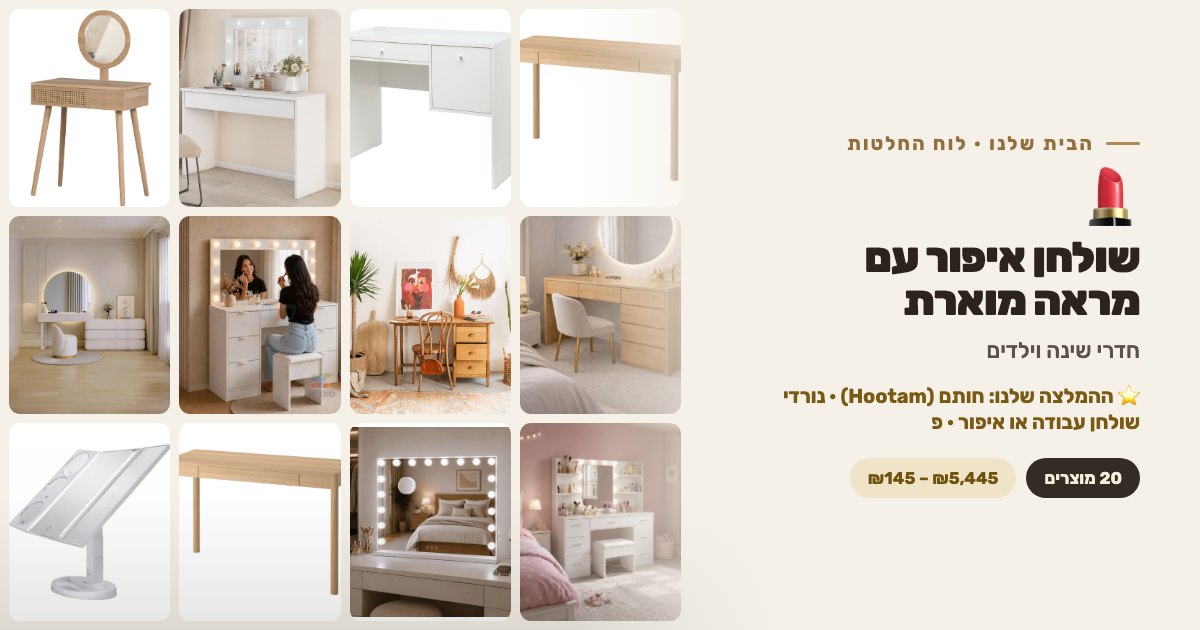 הבית שלנו • לוח החלטות
שולחן איפור עם
מראה מוארת
חדרי שינה וילדים
⭐ ההמלצה שלנו: חותם (Hootam) • נורדי
שולחן עבודה או איפור • פ
20 מוצרים
₪145 – ₪5,445